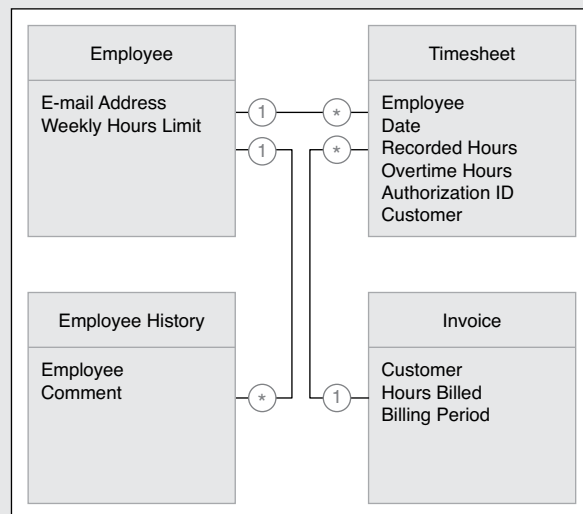 Employee
E-mail Address
Weekly Hours Limit
1
1
Timesheet
Employee
Date
Recorded Hours
Overtime Hours
Authorization ID
Customer
*
*
Employee History
Employee
Comment
*
Invoice
Customer
Hours Billed
Billing Period
1